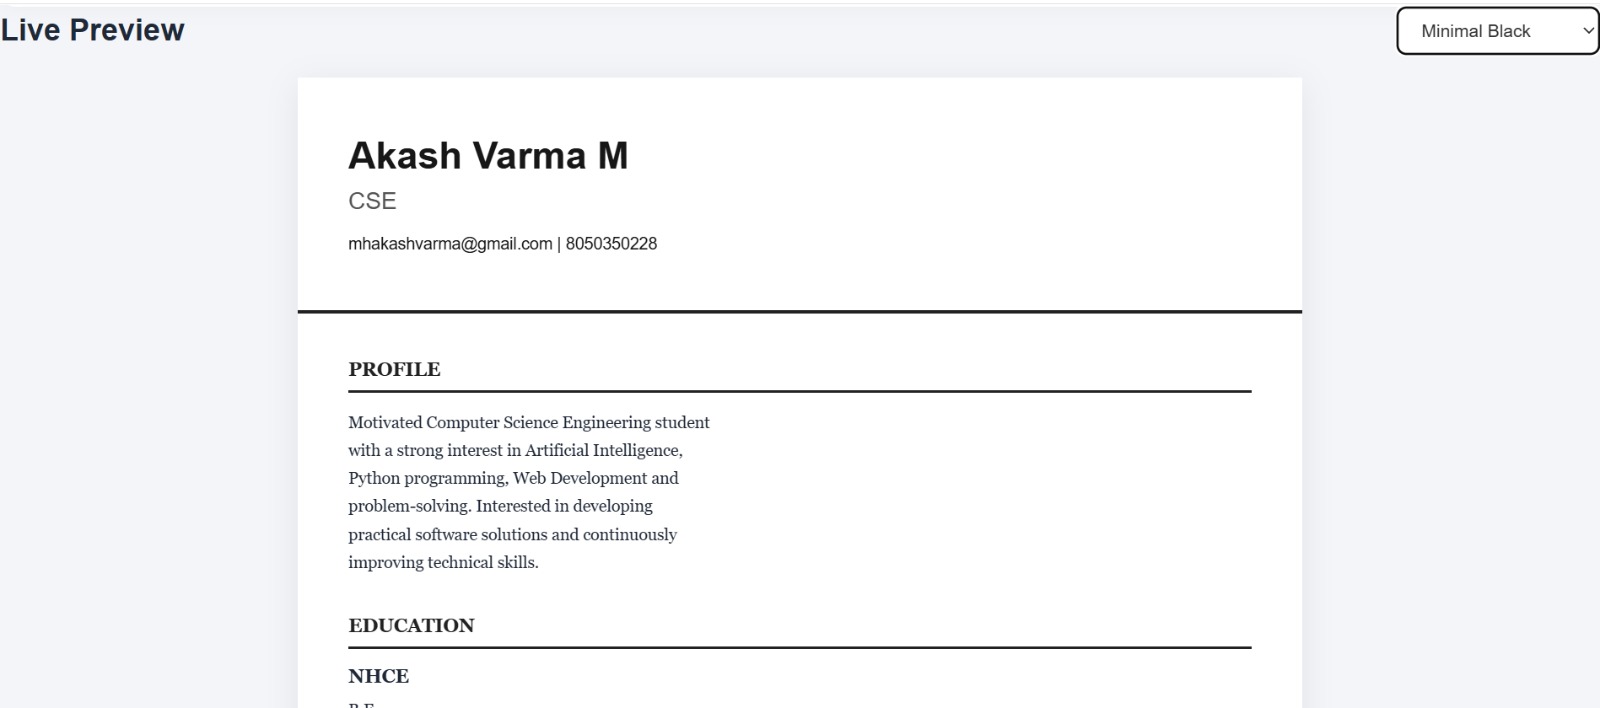 Live Preview
Minimal Black
Akash Varma M
CSE
mhakashvarma@gmail.com | 8050350228
PROFILE
Motivated Computer Science Engineering student
with a strong interest in Artificial Intelligence,
Python programming, Web Development and
problem-solving. Interested in developing
practical software solutions and continuously
improving technical skills.
EDUCATION
NHCE